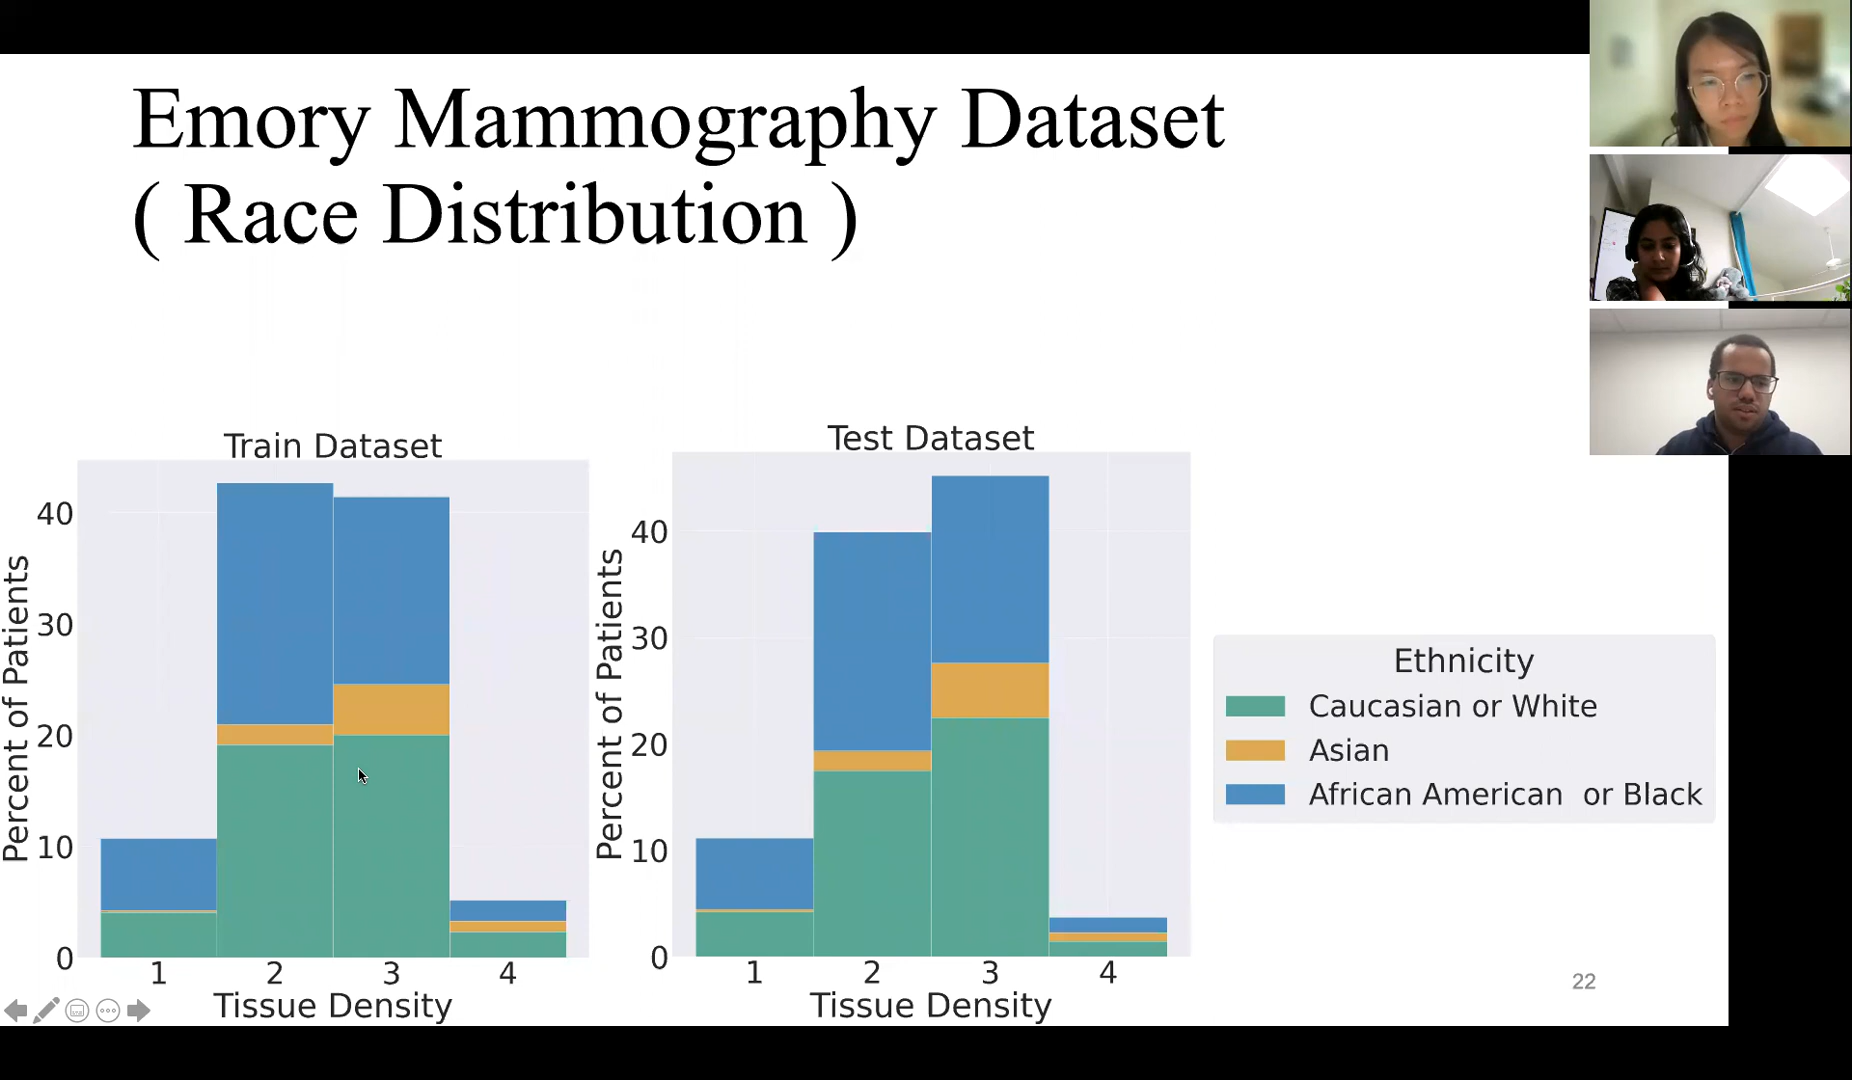 Emory Mammography Dataset
( Race Distribution )
Train Dataset
Percent of Patients
40
30
20
10
0
1 2 3 4
Tissue Density
Test Dataset
Percent of Patients
40
30
20
10
0
1 2 3 4
Tissue Density
Ethnicity
Caucasian or White
Asian
African American  or Black
22